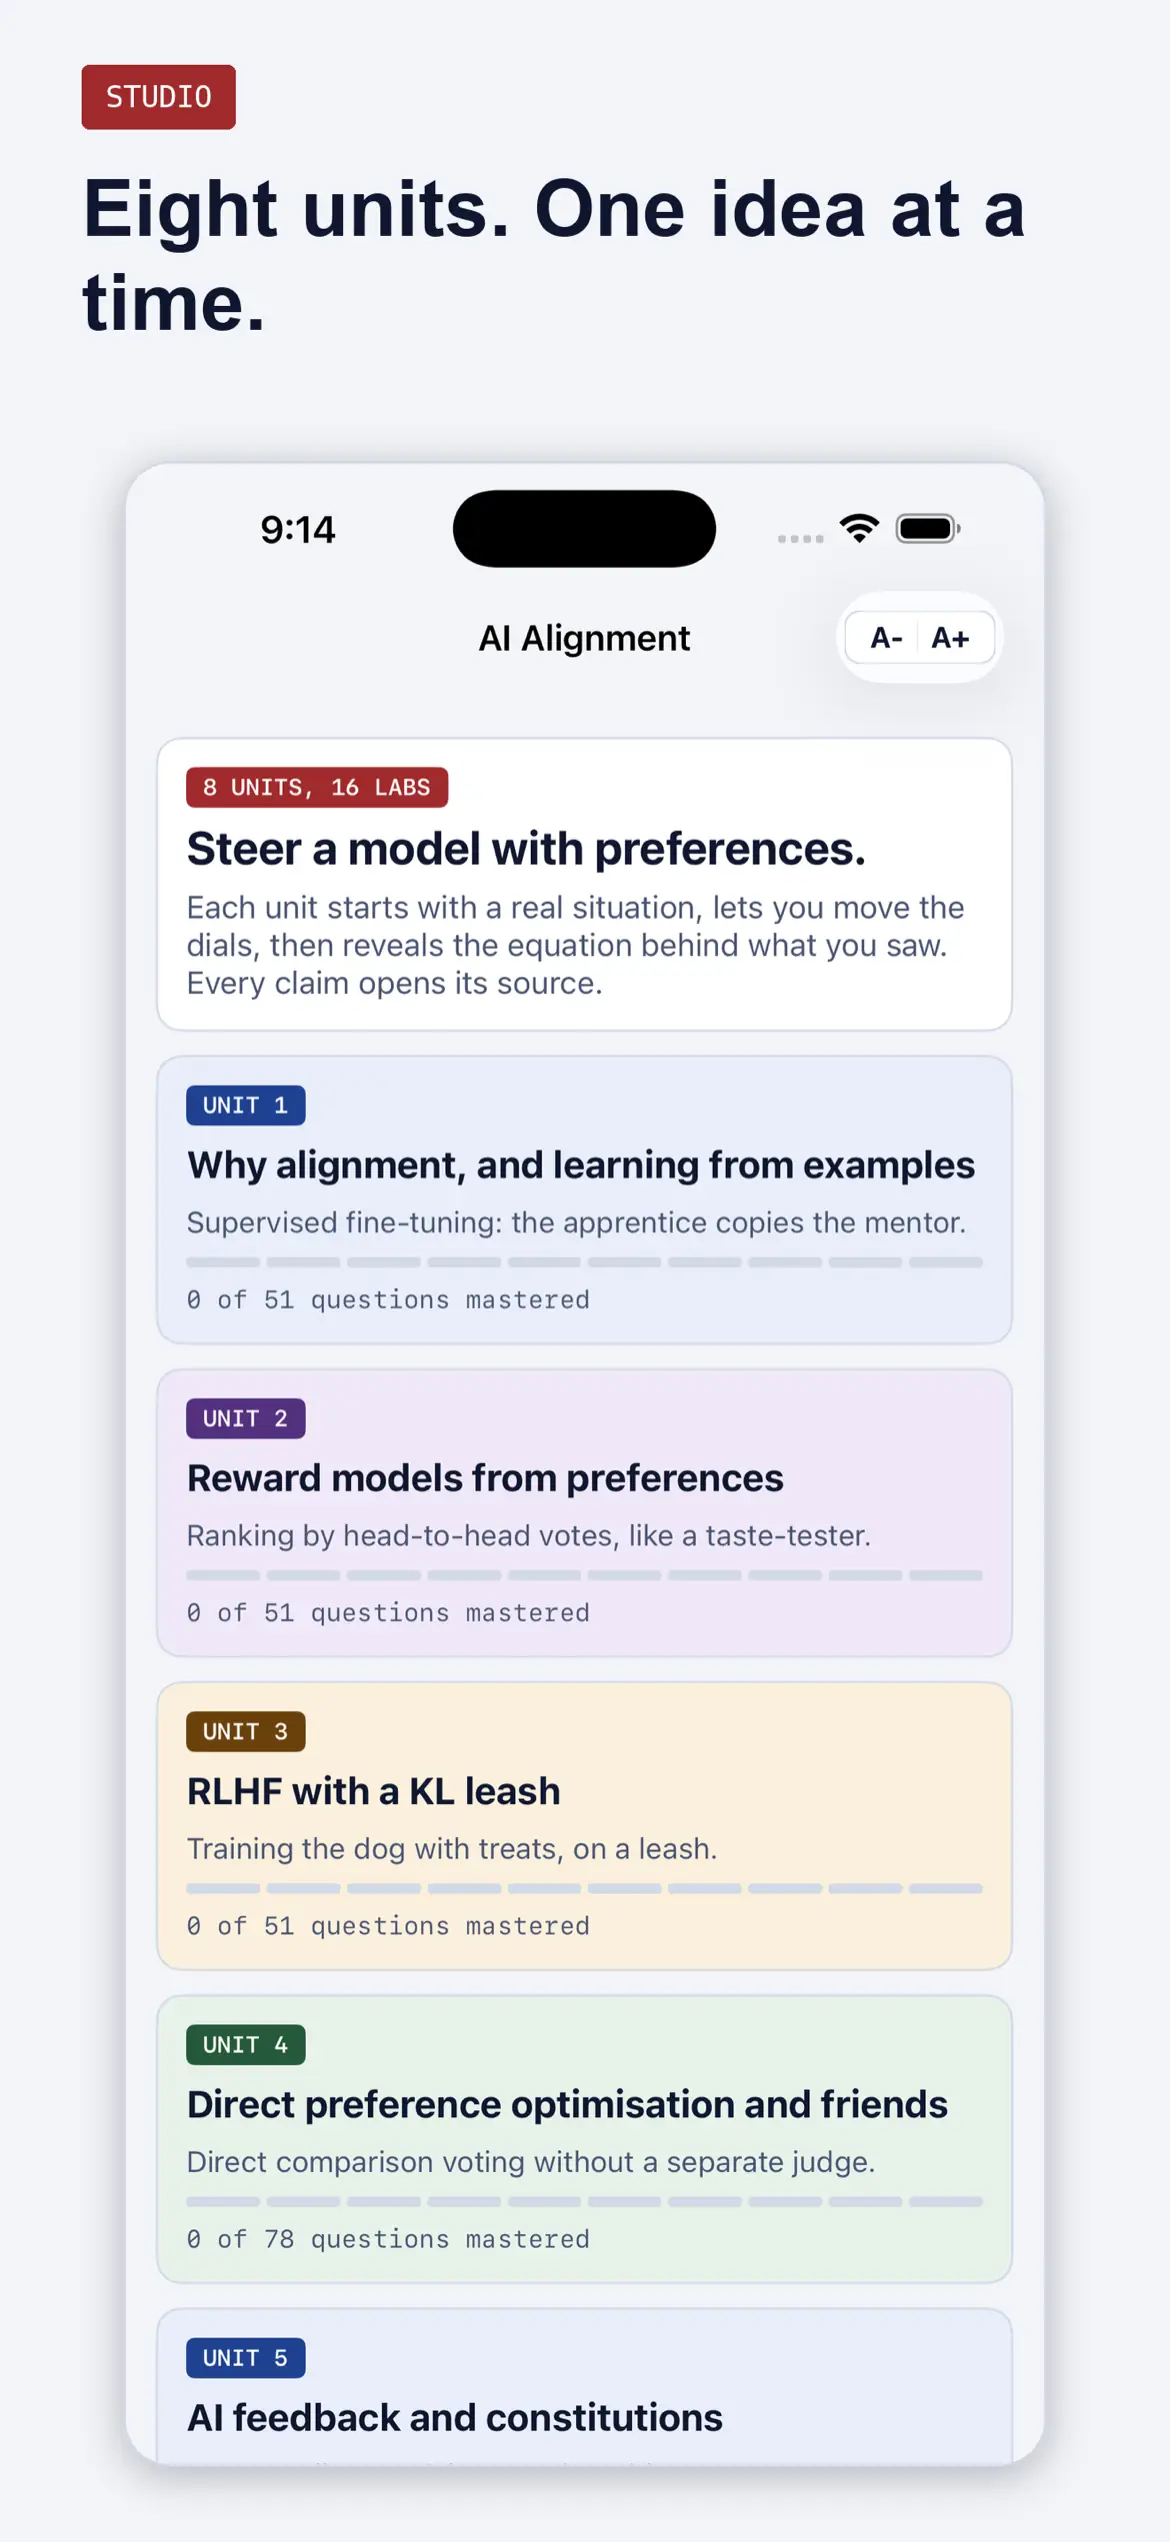 STUDIO
Eight units. One idea at a
time.
9:14
AI Alignment
A- A+
8 UNITS, 16 LABS
Steer a model with preferences.
Each unit starts with a real situation, lets you move the
dials, then reveals the equation behind what you saw.
Every claim opens its source.
UNIT 1
Why alignment, and learning from examples
Supervised fine-tuning: the apprentice copies the mentor.
0 of 51 questions mastered
UNIT 2
Reward models from preferences
Ranking by head-to-head votes, like a taste-tester.
0 of 51 questions mastered
UNIT 3
RLHF with a KL leash
Training the dog with treats, on a leash.
0 of 51 questions mastered
UNIT 4
Direct preference optimisation and friends
Direct comparison voting without a separate judge.
0 of 78 questions mastered
UNIT 5
AI feedback and constitutions